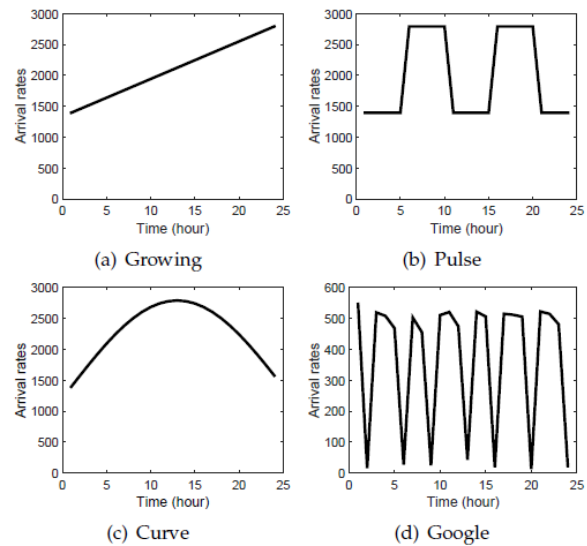 3000
2500
2000
1500
1000
500
0
Arrival rates
0 5 10 15 20 25
Time (hour)
(a) Growing
3000
2500
2000
1500
1000
500
0
Arrival rates
0 5 10 15 20 25
Time (hour)
(b) Pulse
3000
2500
2000
1500
1000
500
0
Arrival rates
0 5 10 15 20 25
Time (hour)
(c) Curve
600
500
400
300
200
100
0
Arrival rates
0 5 10 15 20 25
Time (hour)
(d) Google